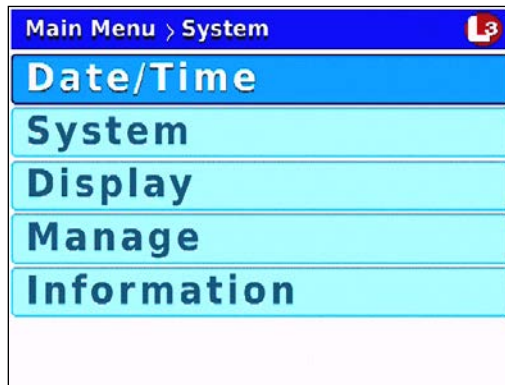 Main Menu > System
L3
Date/Time
System
Display
Manage
Information